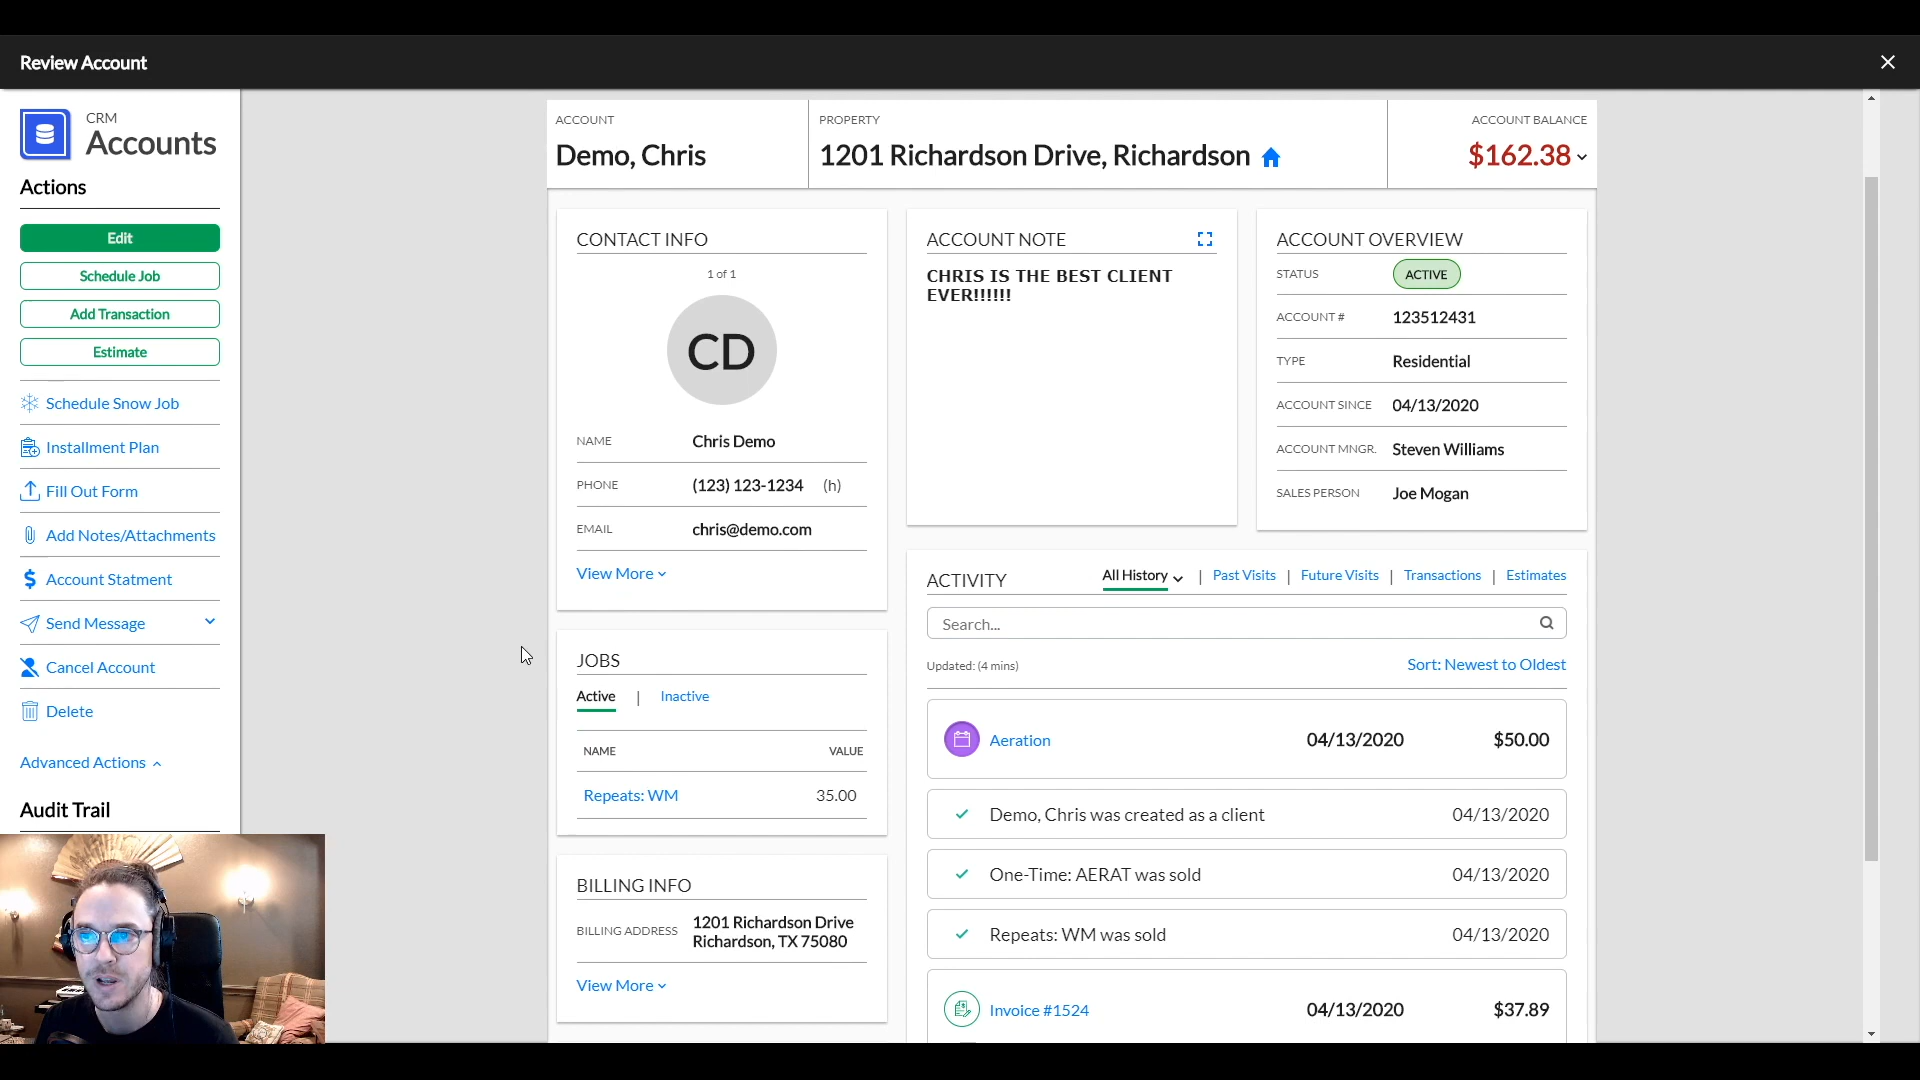 Review Account
CRM
Accounts
Actions
Edit
Schedule Job
Add Transaction
Estimate
Schedule Snow Job
Installment Plan
Fill Out Form
Add Notes/Attachments
Account Statment
Send Message
Cancel Account
Delete
Advanced Actions
Audit Trail
ACCOUNT
Demo, Chris
PROPERTY
1201 Richardson Drive, Richardson
ACCOUNT BALANCE
$162.38
CONTACT INFO
1 of 1
CD
NAME Chris Demo
PHONE (123) 123-1234 (h)
EMAIL chris@demo.com
View More
ACCOUNT NOTE
CHRIS IS THE BEST CLIENT
EVER!!!!!!
ACCOUNT OVERVIEW
STATUS ACTIVE
ACCOUNT # 123512431
TYPE Residential
ACCOUNT SINCE 04/13/2020
ACCOUNT MNGR. Steven Williams
SALES PERSON Joe Mogan
JOBS
Active | Inactive
NAME VALUE
Repeats: WM 35.00
BILLING INFO
BILLING ADDRESS
1201 Richardson Drive
Richardson, TX 75080
View More
ACTIVITY All History | Past Visits | Future Visits | Transactions | Estimates
Search...
Updated: (4 mins) Sort: Newest to Oldest
Aeration 04/13/2020 $50.00
Demo, Chris was created as a client 04/13/2020
One-Time: AERAT was sold 04/13/2020
Repeats: WM was sold 04/13/2020
Invoice #1524 04/13/2020 $37.89